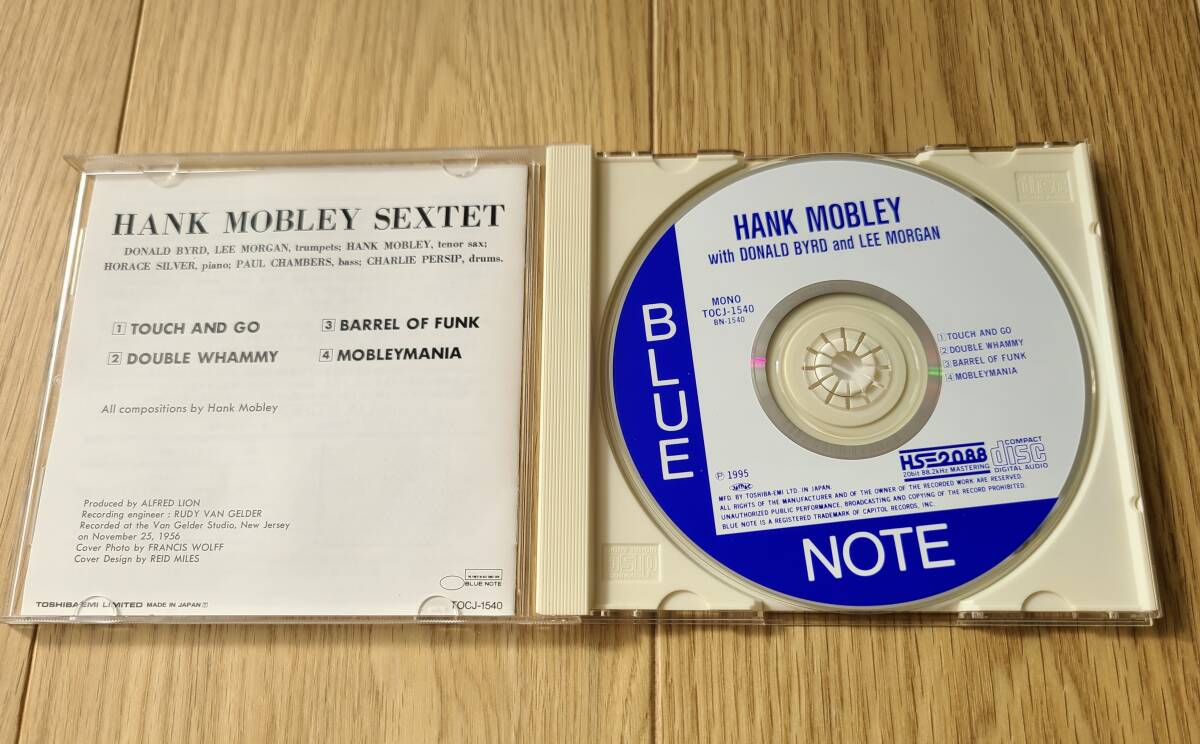 HANK MOBLEY SEXTET
DONALD BYRD, LEE MORGAN, trumpets; HANK MOBLEY, tenor sax;
HORACE SILVER, piano; PAUL CHAMBERS, bass; CHARLIE PERSIP, drums.
1 TOUCH AND GO
2 DOUBLE WHAMMY
3 BARREL OF FUNK
4 MOBLEYMANIA
All compositions by Hank Mobley
Produced by ALFRED LION
Recording engineer : RUDY VAN GELDER
Recorded at the Van Gelder Studio, New Jersey
on November 25, 1956
Cover Photo by FRANCIS WOLFF
Cover Design by REID MILES
BLUE NOTE
TOSHIBA-EMI LIMITED MADE IN JAPAN
TOCJ-1540
HANK MOBLEY
with DONALD BYRD and LEE MORGAN
MONO
TOCJ-1540
BN-1540
1 TOUCH AND GO
2 DOUBLE WHAMMY
3 BARREL OF FUNK
4 MOBLEYMANIA
HS-2088
20bit 88.2kHz MASTERING
COMPACT
disc
DIGITAL AUDIO
℗ 1995
MFD. BY TOSHIBA-EMI LTD. IN JAPAN.
ALL RIGHTS OF THE MANUFACTURER AND OF THE OWNER OF THE RECORDED WORK ARE RESERVED.
UNAUTHORIZED PUBLIC PERFORMANCE, BROADCASTING AND COPYING OF THE RECORD PROHIBITED.
BLUE NOTE IS A REGISTERED TRADEMARK OF CAPITOL RECORDS, INC.
BLUE
NOTE